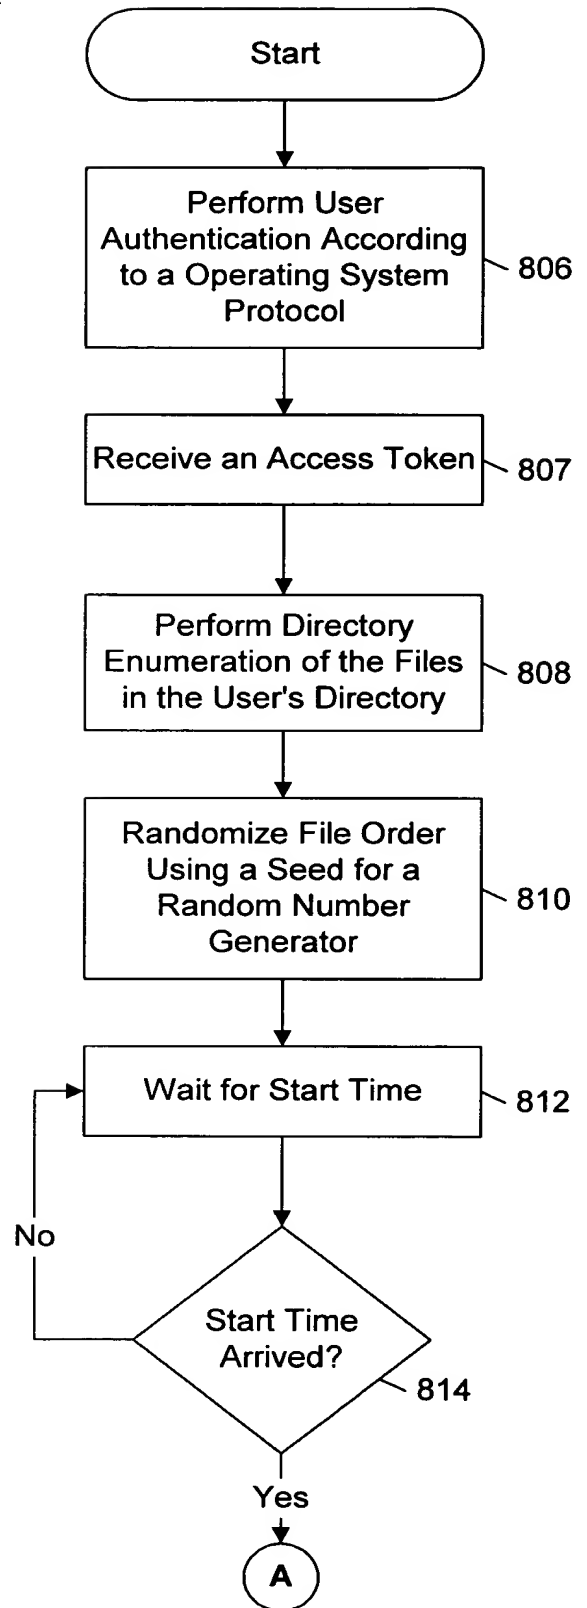 Start
Perform User
Authentication According
to a Operating System
Protocol
806
Receive an Access Token
807
Perform Directory
Enumeration of the Files
in the User's Directory
808
Randomize File Order
Using a Seed for a
Random Number
Generator
810
Wait for Start Time
812
No
Start Time
Arrived?
814
Yes
A